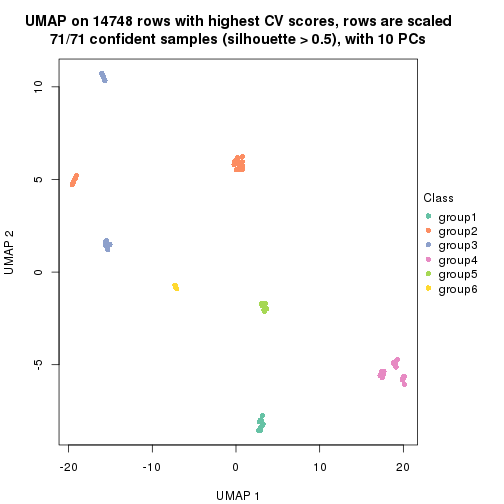 UMAP on 14748 rows with highest CV scores, rows are scaled
71/71 confident samples (silhouette > 0.5), with 10 PCs
10
5
0
-5
UMAP 2
-20
-10
0
10
20
UMAP 1
Class
group1
group2
group3
group4
group5
group6